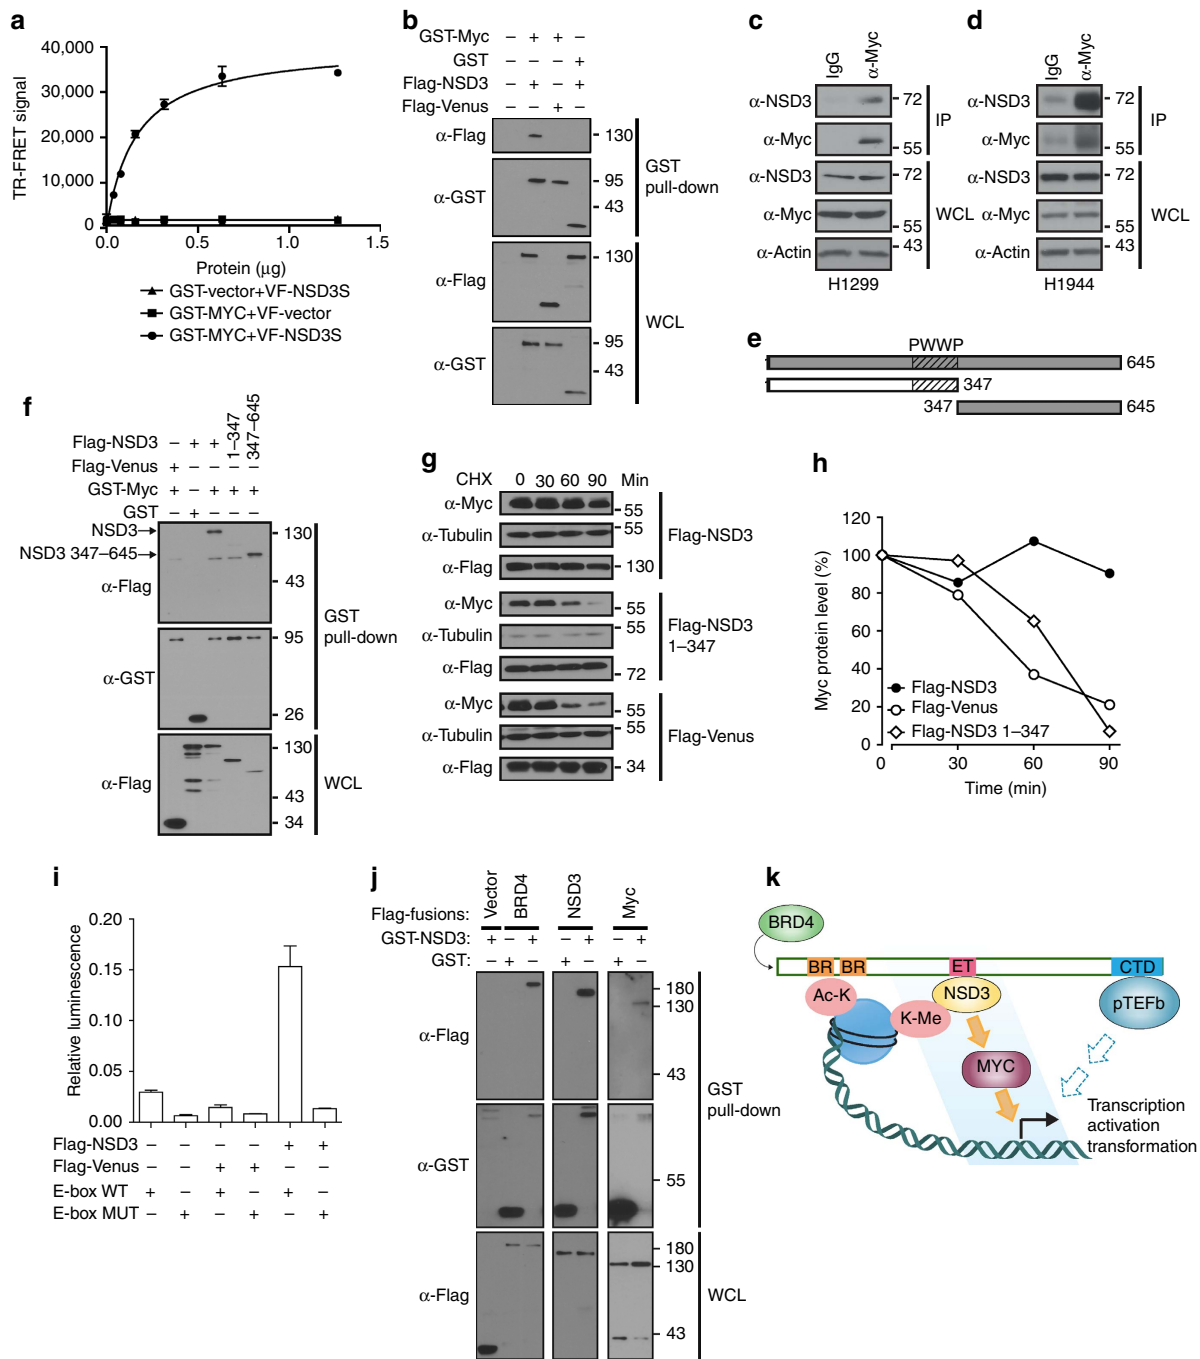 a
40,000
30,000
20,000
10,000
0
TR-FRET signal
0.0 0.5 1.0 1.5
Protein (μg)
GST-vector+VF-NSD3S
GST-MYC+VF-vector
GST-MYC+VF-NSD3S
b
GST-Myc – + + –
GST – – – +
Flag-NSD3 – + – +
Flag-Venus – – + –
α-Flag 130
α-GST 95 43
GST pull-down
α-Flag 130
α-GST 95 43
WCL
c
IgG α-Myc
α-NSD3 72
α-Myc 55
IP
α-NSD3 72
α-Myc 55
α-Actin 43
WCL
H1299
d
IgG α-Myc
α-NSD3 72
α-Myc 55
IP
α-NSD3 72
α-Myc 55
α-Actin 43
WCL
H1944
e
PWWP
645
347
347 645
f
Flag-NSD3 – + + 1–347 347–645
Flag-Venus + – – – –
GST-Myc + – + + +
GST – + – – –
NSD3
NSD3 347–645
α-Flag
130
43
α-GST
95
26
GST pull-down
α-Flag
130
43
34
WCL
g
CHX 0 30 60 90 Min
α-Myc 55
α-Tubulin 55
α-Flag 130
Flag-NSD3
α-Myc 55
α-Tubulin 55
α-Flag 72
Flag-NSD3
1–347
α-Myc 55
α-Tubulin 55
α-Flag 34
Flag-Venus
h
120
100
80
60
40
20
0
Myc protein level (%)
Flag-NSD3
Flag-Venus
Flag-NSD3 1–347
0 30 60 90
Time (min)
i
0.20
0.15
0.10
0.05
0.00
Relative luminescence
Flag-NSD3 – – – – + +
Flag-Venus – – + + – –
E-box WT + – + – + –
E-box MUT – + – + – +
j
Flag-fusions: Vector BRD4 NSD3 Myc
GST-NSD3: + – + – + – +
GST: – + – + – + –
α-Flag
180
130
43
α-GST
55
GST
pull-down
α-Flag
180
130
43
WCL
k
BRD4
BR BR ET CTD
Ac-K
K-Me
NSD3
pTEFb
MYC
Transcription
activation
transformation